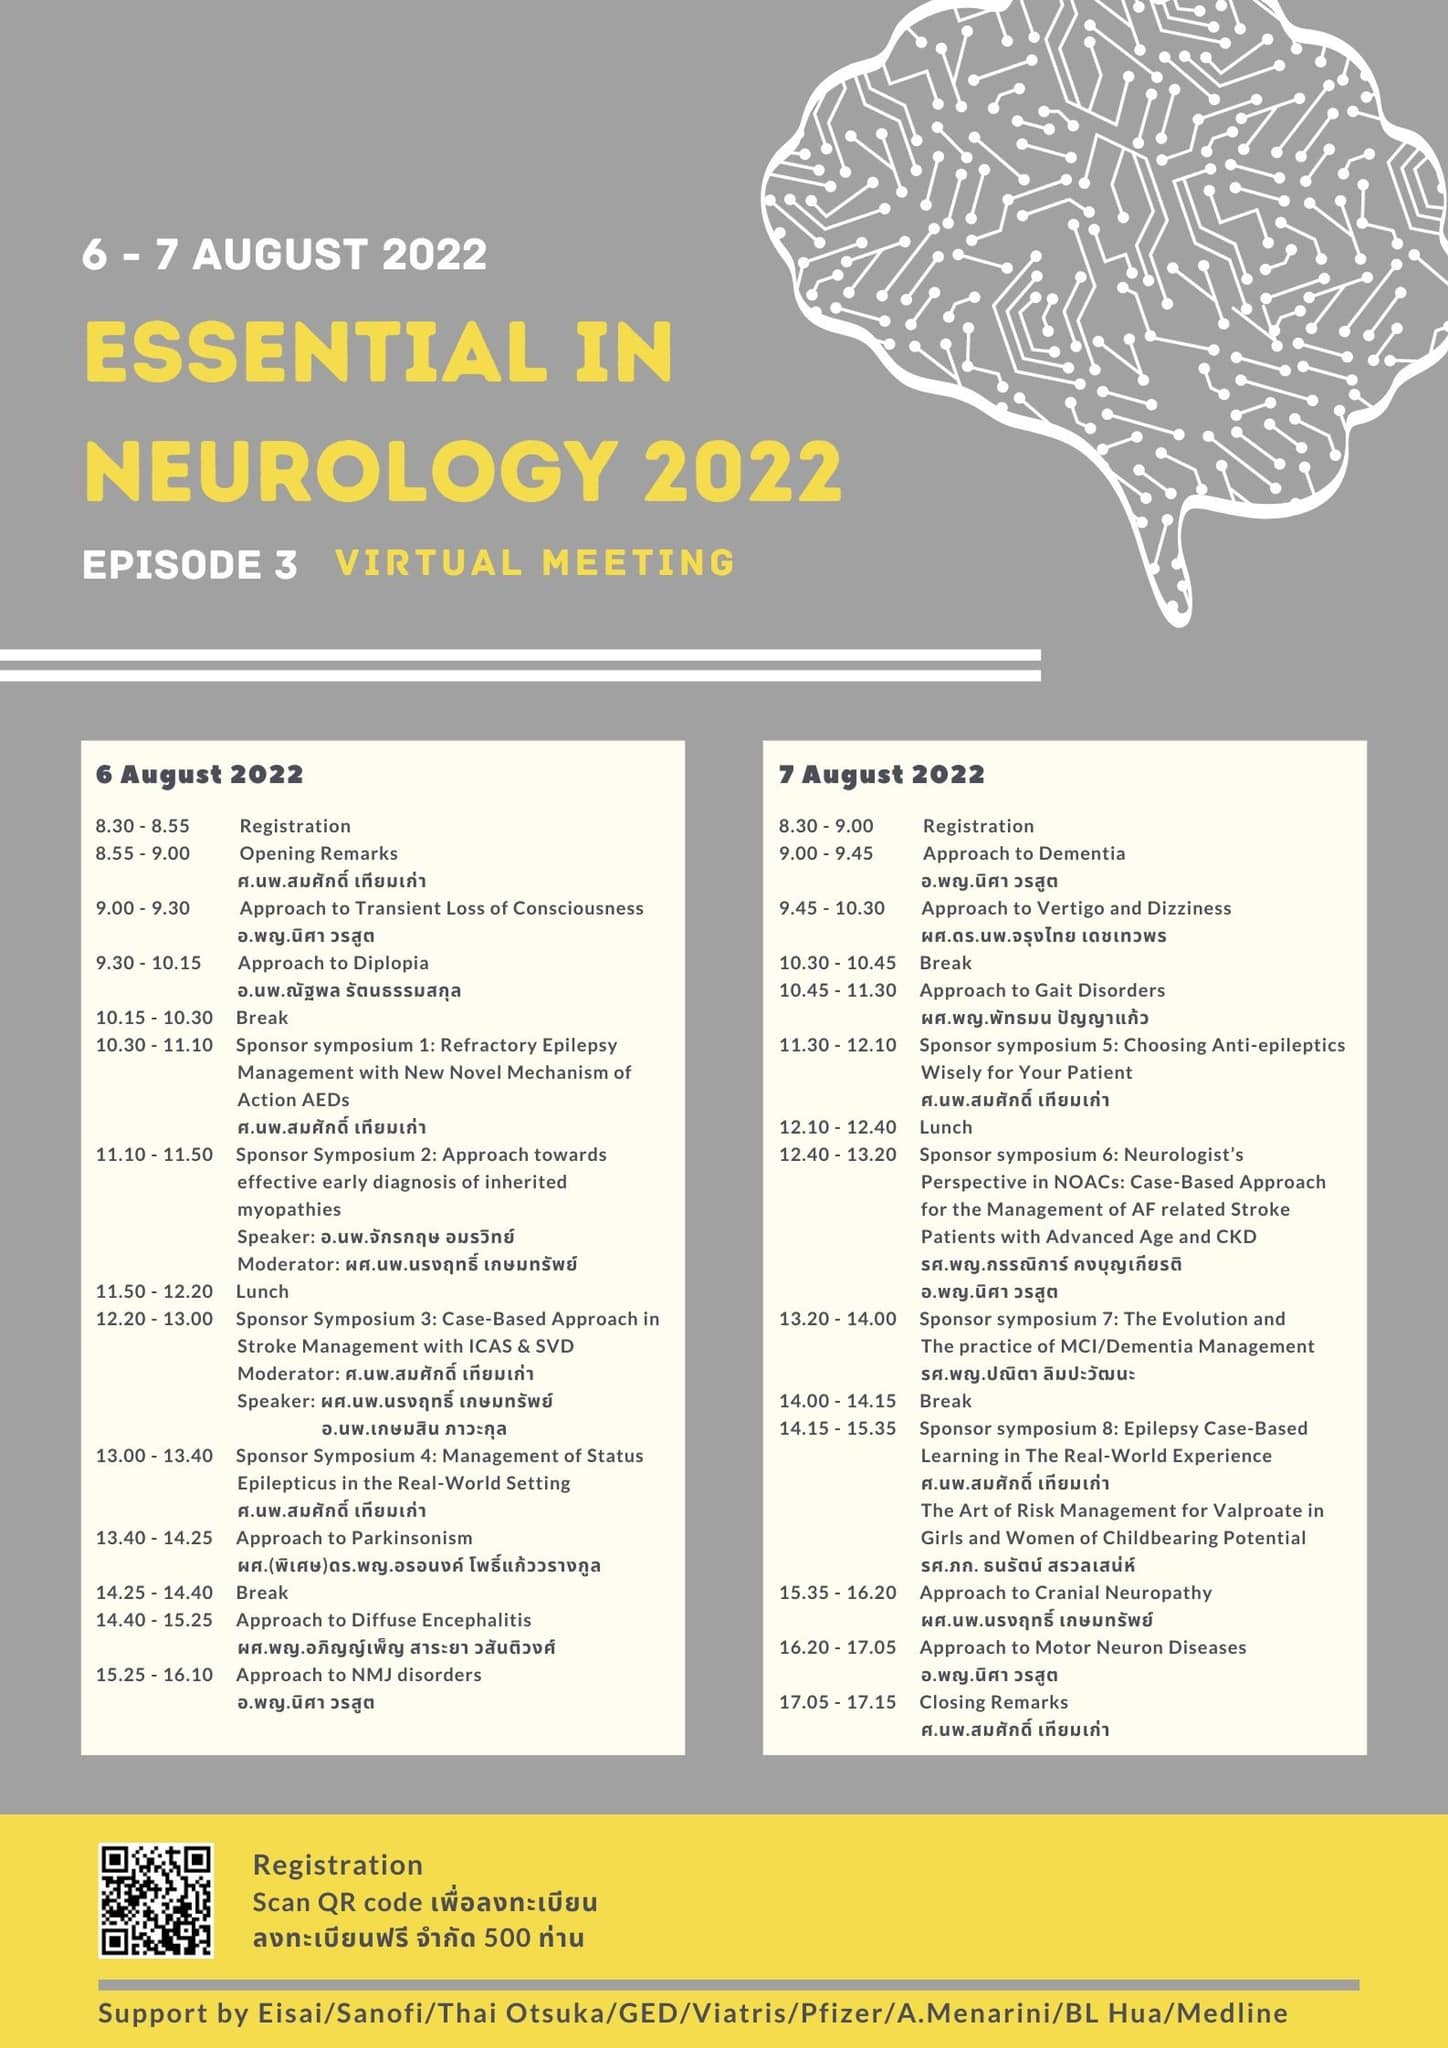 6 - 7 AUGUST 2022
ESSENTIAL IN
NEUROLOGY 2022
EPISODE 3 VIRTUAL MEETING
6 August 2022
8.30 - 8.55 Registration
8.55 - 9.00 Opening Remarks
ศ.นพ.สมศักดิ์ เทียมเก่า
9.00 - 9.30 Approach to Transient Loss of Consciousness
อ.พญ.นิศา วรสูต
9.30 - 10.15 Approach to Diplopia
อ.นพ.ณัฐพล รัตนธรรมสกุล
10.15 - 10.30 Break
10.30 - 11.10 Sponsor symposium 1: Refractory Epilepsy
Management with New Novel Mechanism of
Action AEDs
ศ.นพ.สมศักดิ์ เทียมเก่า
11.10 - 11.50 Sponsor Symposium 2: Approach towards
effective early diagnosis of inherited
myopathies
Speaker: อ.นพ.จักรกฤษ อมรวิทย์
Moderator: ผศ.นพ.นรงฤทธิ์ เกษมทรัพย์
11.50 - 12.20 Lunch
12.20 - 13.00 Sponsor Symposium 3: Case-Based Approach in
Stroke Management with ICAS & SVD
Moderator: ศ.นพ.สมศักดิ์ เทียมเก่า
Speaker: ผศ.นพ.นรงฤทธิ์ เกษมทรัพย์
อ.นพ.เกษมสิน ภาวะกุล
13.00 - 13.40 Sponsor Symposium 4: Management of Status
Epilepticus in the Real-World Setting
ศ.นพ.สมศักดิ์ เทียมเก่า
13.40 - 14.25 Approach to Parkinsonism
ผศ.(พิเศษ)ดร.พญ.อรอนงค์ โพธิ์แก้ววรางกูล
14.25 - 14.40 Break
14.40 - 15.25 Approach to Diffuse Encephalitis
ผศ.พญ.อภิญญ์เพ็ญ สาระยา วสันติวงศ์
15.25 - 16.10 Approach to NMJ disorders
อ.พญ.นิศา วรสูต
7 August 2022
8.30 - 9.00 Registration
9.00 - 9.45 Approach to Dementia
อ.พญ.นิศา วรสูต
9.45 - 10.30 Approach to Vertigo and Dizziness
ผศ.ดร.นพ.จรุงไทย เดชเทวพร
10.30 - 10.45 Break
10.45 - 11.30 Approach to Gait Disorders
ผศ.พญ.พัทธมน ปัญญาแก้ว
11.30 - 12.10 Sponsor symposium 5: Choosing Anti-epileptics
Wisely for Your Patient
ศ.นพ.สมศักดิ์ เทียมเก่า
12.10 - 12.40 Lunch
12.40 - 13.20 Sponsor symposium 6: Neurologist’s
Perspective in NOACs: Case-Based Approach
for the Management of AF related Stroke
Patients with Advanced Age and CKD
รศ.พญ.กรรณิการ์ คงบุญเกียรติ
อ.พญ.นิศา วรสูต
13.20 - 14.00 Sponsor symposium 7: The Evolution and
The practice of MCI/Dementia Management
รศ.พญ.ปณิตา ลิมปะวัฒนะ
14.00 - 14.15 Break
14.15 - 15.35 Sponsor symposium 8: Epilepsy Case-Based
Learning in The Real-World Experience
ศ.นพ.สมศักดิ์ เทียมเก่า
The Art of Risk Management for Valproate in
Girls and Women of Childbearing Potential
รศ.ภก. ธนรัตน์ สรวลเสน่ห์
15.35 - 16.20 Approach to Cranial Neuropathy
ผศ.นพ.นรงฤทธิ์ เกษมทรัพย์
16.20 - 17.05 Approach to Motor Neuron Diseases
อ.พญ.นิศา วรสูต
17.05 - 17.15 Closing Remarks
ศ.นพ.สมศักดิ์ เทียมเก่า
Registration
Scan QR code เพื่อลงทะเบียน
ลงทะเบียนฟรี จำกัด 500 ท่าน
Support by Eisai/Sanofi/Thai Otsuka/GED/Viatris/Pfizer/A.Menarini/BL Hua/Medline